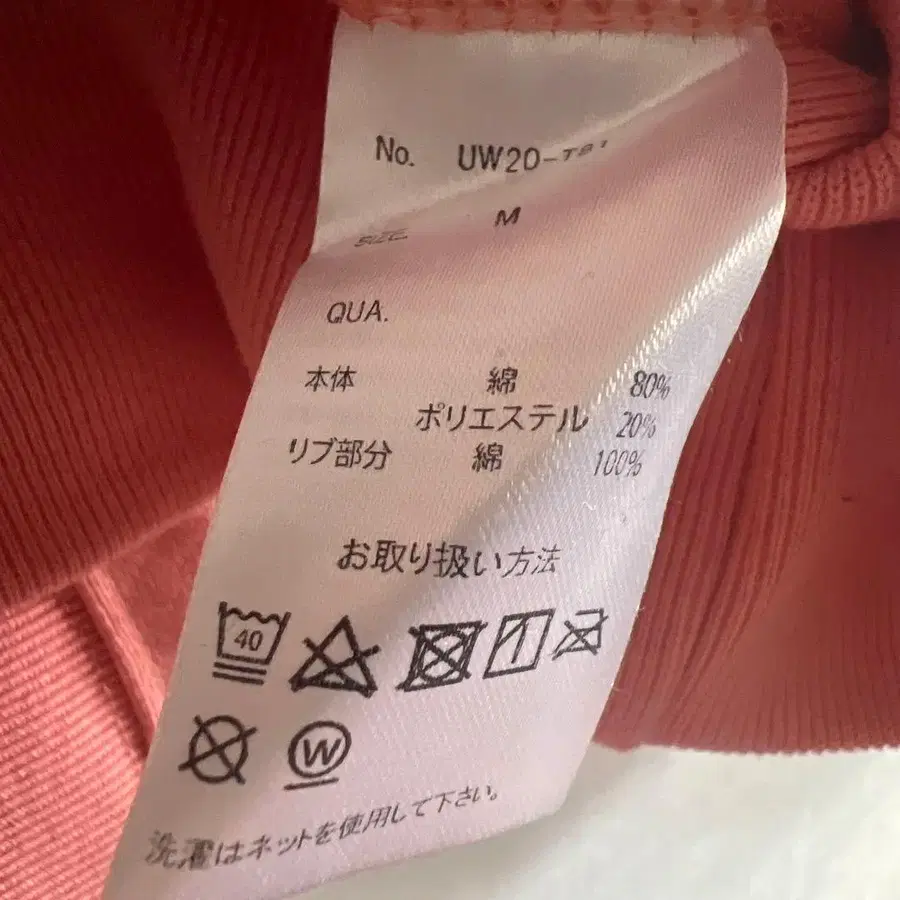 No. UW20-TS1
SIZE M
QUA.
本体 綿 80%
ポリエステル 20%
リブ部分 綿 100%
お取り扱い方法
40
W
洗濯はネットを使用して下さい。